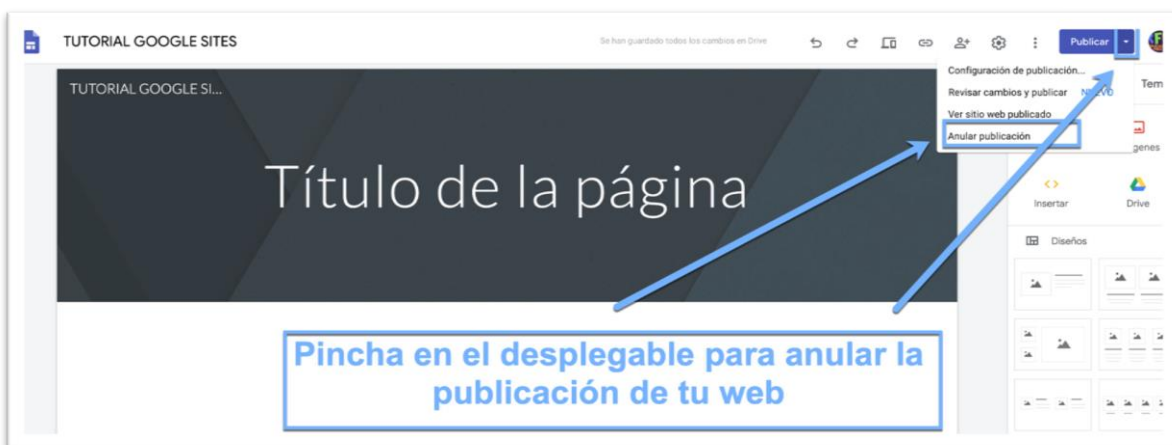 TUTORIAL GOOGLE SITES
Se han guardado todos los cambios en Drive
Publicar
TUTORIAL GOOGLE SI...
Configuración de publicación...
Revisar cambios y publicar
Ver sitio web publicado
Anular publicación
Título de la página
Insertar
Drive
Diseños
Pincha en el desplegable para anular la
publicación de tu web